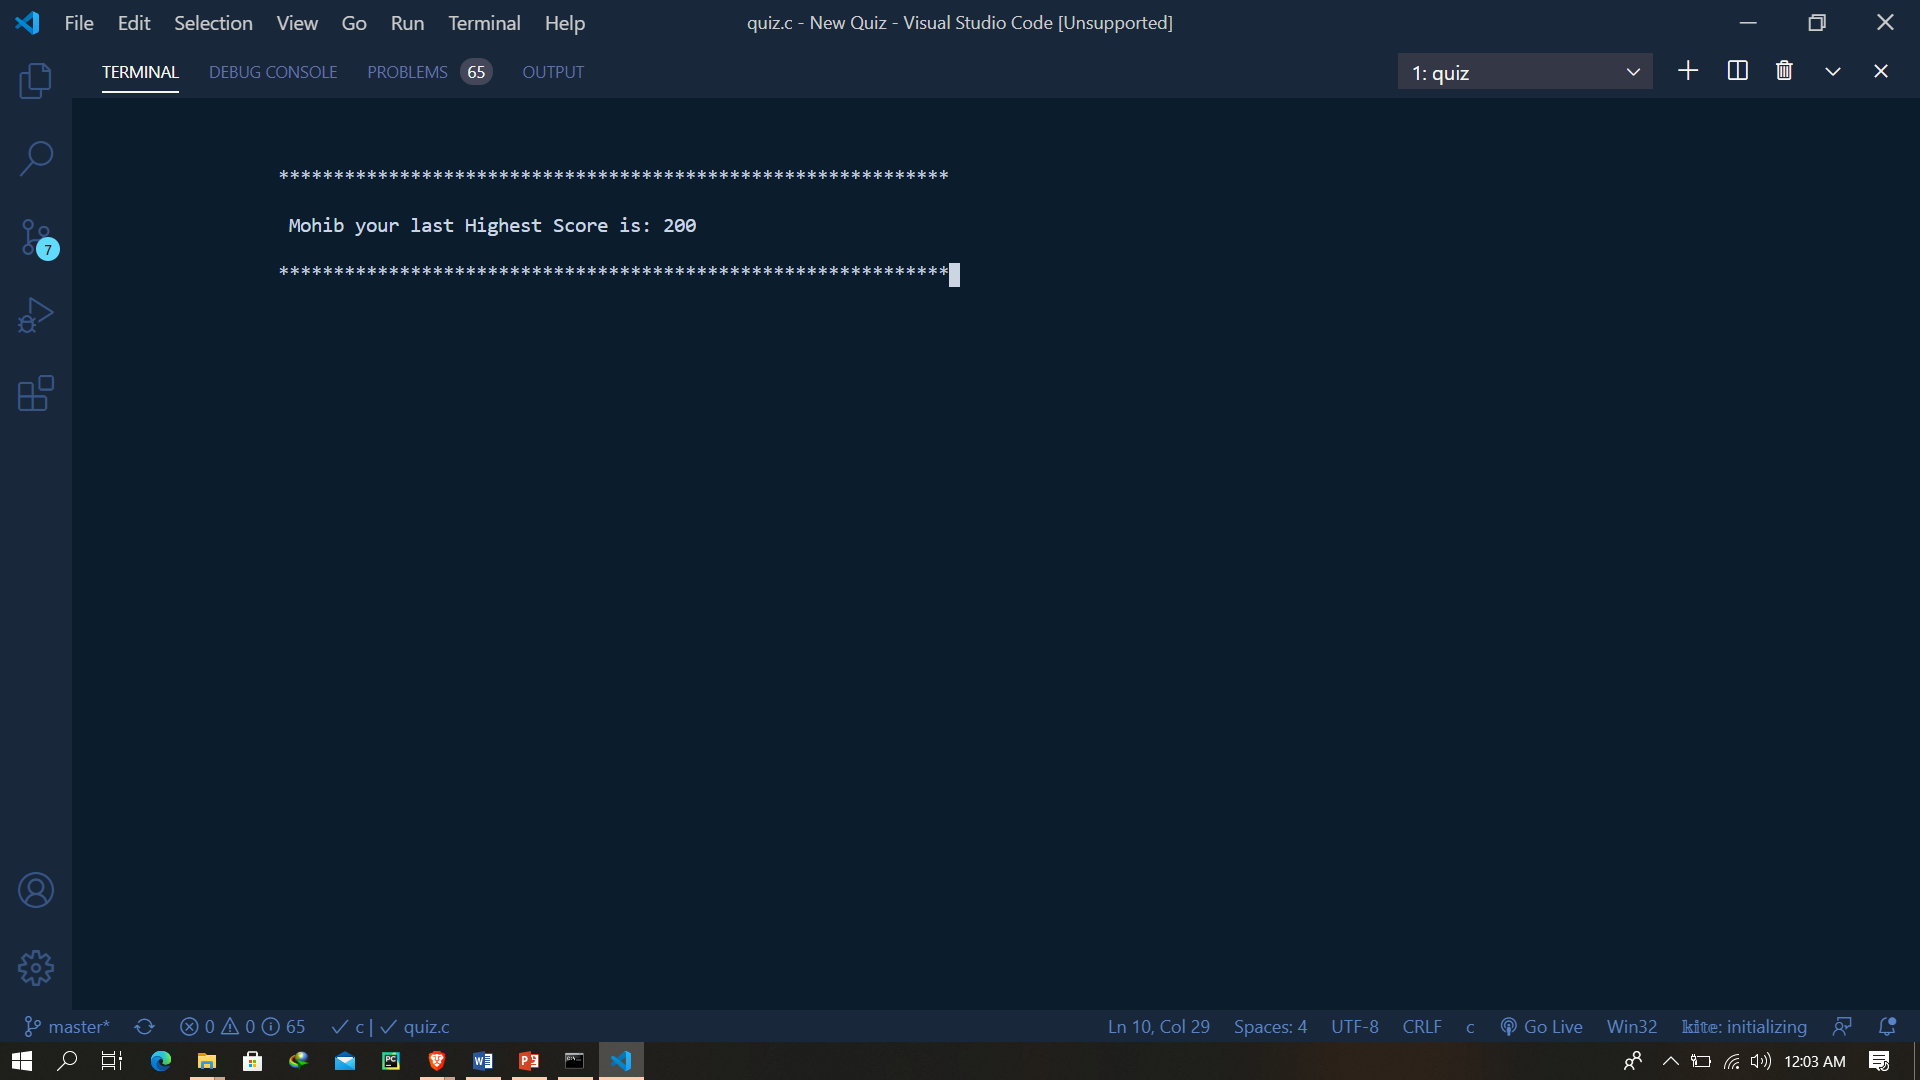 File Edit Selection View Go Run Terminal Help quiz.c - New Quiz - Visual Studio Code [Unsupported]
TERMINAL DEBUG CONSOLE PROBLEMS 65 OUTPUT 1: quiz
*************************************************************
Mohib your last Highest Score is: 200
*************************************************************
7
master* 0 0 65 c | quiz.c Ln 10, Col 29 Spaces: 4 UTF-8 CRLF c Go Live Win32 kite: initializing
12:03 AM